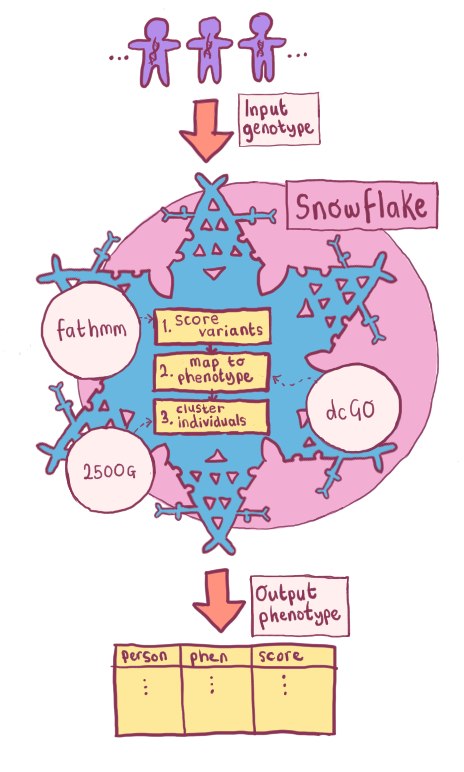 Input
genotype
Snowflake
fathmm
1. score
variants
2. map to
phenotype
dcGO
3. cluster
individuals
2500G
Output
phenotype
person phen score